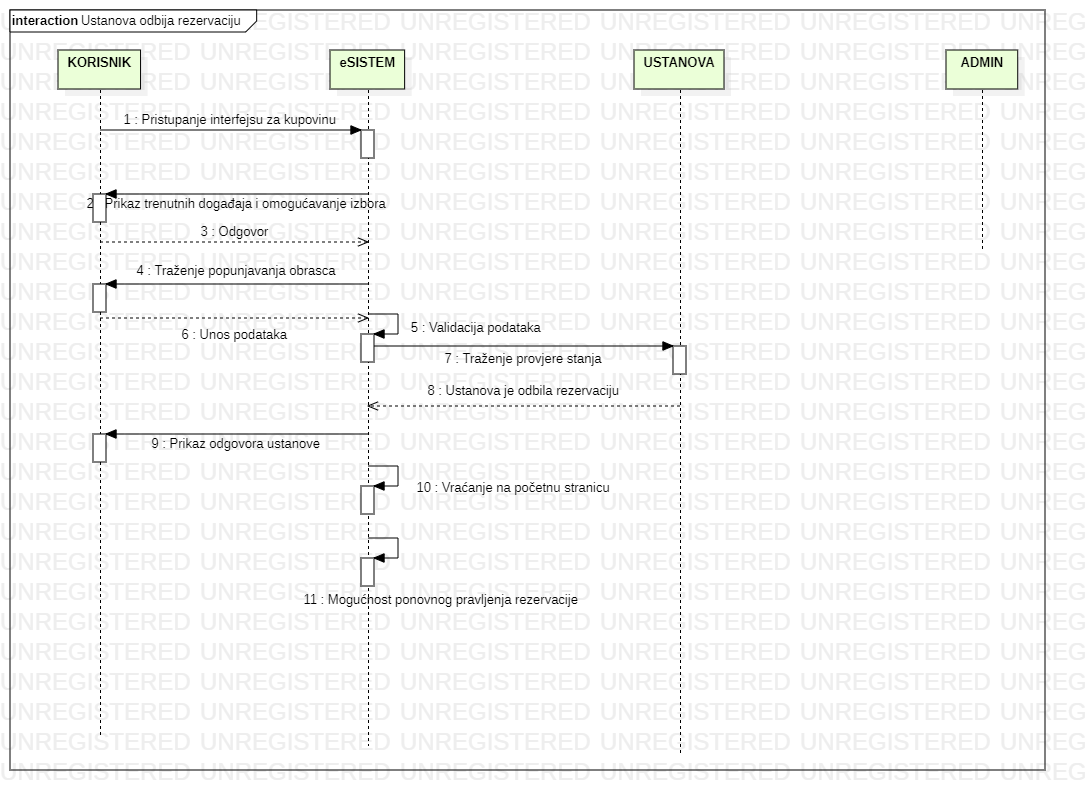 interaction Ustanova odbija rezervaciju
KORISNIK
eSISTEM
USTANOVA
ADMIN
1 : Pristupanje interfejsu za kupovinu
2 : Prikaz trenutnih događaja i omogućavanje izbora
3 : Odgovor
4 : Traženje popunjavanja obrasca
5 : Validacija podataka
6 : Unos podataka
7 : Traženje provjere stanja
8 : Ustanova je odbila rezervaciju
9 : Prikaz odgovora ustanove
10 : Vraćanje na početnu stranicu
11 : Mogućnost ponovnog pravljenja rezervacije
UNREGISTERED